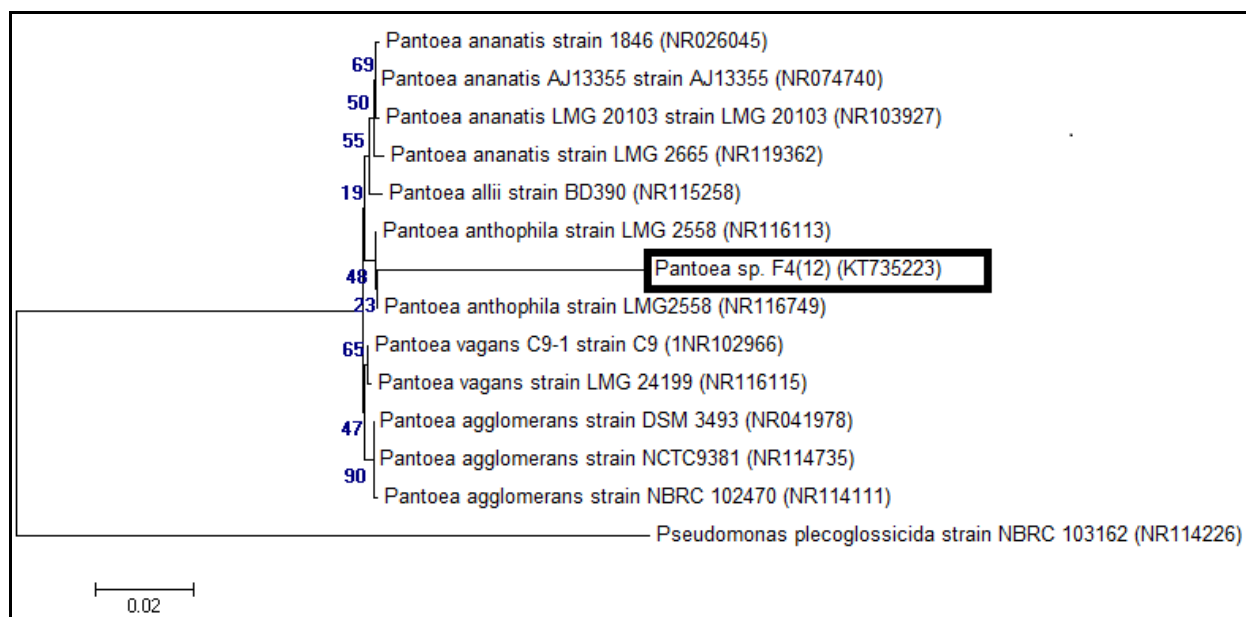 Pantoea ananatis strain 1846 (NR026045)
69
Pantoea ananatis AJ13355 strain AJ13355 (NR074740)
50
Pantoea ananatis LMG 20103 strain LMG 20103 (NR103927)
55
Pantoea ananatis strain LMG 2665 (NR119362)
19
Pantoea allii strain BD390 (NR115258)
Pantoea anthophila strain LMG 2558 (NR116113)
48
Pantoea sp. F4(12) (KT735223)
23
Pantoea anthophila strain LMG2558 (NR116749)
65
Pantoea vagans C9-1 strain C9 (1NR102966)
Pantoea vagans strain LMG 24199 (NR116115)
47
Pantoea agglomerans strain DSM 3493 (NR041978)
Pantoea agglomerans strain NCTC9381 (NR114735)
90
Pantoea agglomerans strain NBRC 102470 (NR114111)
Pseudomonas plecoglossicida strain NBRC 103162 (NR114226)
0.02